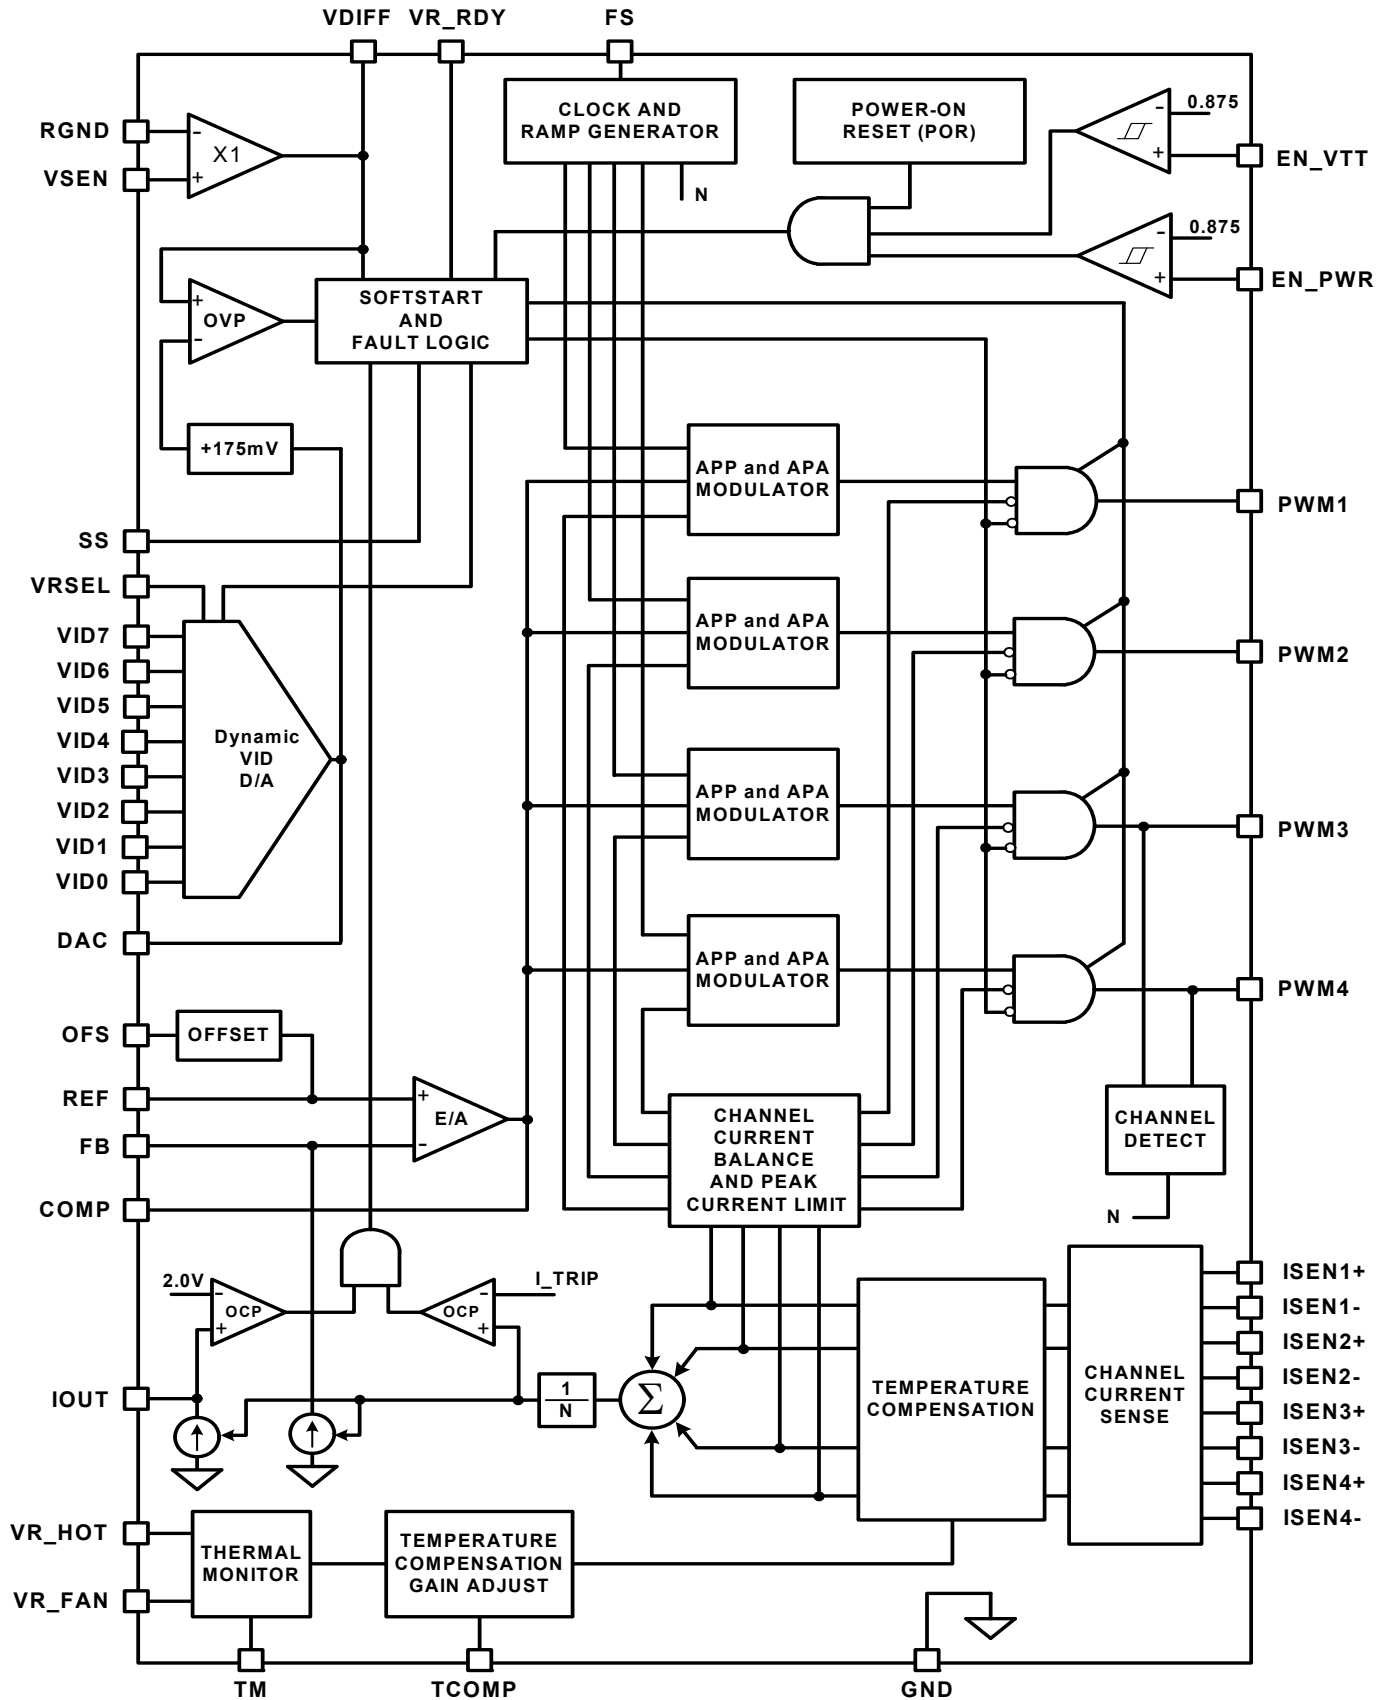 VDIFF VR_RDY FS
CLOCK AND
RAMP GENERATOR
N
POWER-ON
RESET (POR)
- 0.875
+
EN_VTT
- 0.875
+
EN_PWR
RGND
-
X1
VSEN
+
+
OVP
-
SOFTSTART
AND
FAULT LOGIC
+175mV
APP and APA
MODULATOR
PWM1
SS
VRSEL
VID7
VID6
VID5
VID4
VID3
VID2
VID1
VID0
Dynamic
VID
D/A
APP and APA
MODULATOR
PWM2
APP and APA
MODULATOR
PWM3
DAC
APP and APA
MODULATOR
PWM4
OFS
OFFSET
REF
+
E/A
FB
-
COMP
CHANNEL
CURRENT
BALANCE
AND PEAK
CURRENT LIMIT
CHANNEL
DETECT
N
2.0V
-
OCP
+
I_TRIP
-
OCP
+
IOUT
1
N
Σ
TEMPERATURE
COMPENSATION
CHANNEL
CURRENT
SENSE
ISEN1+
ISEN1-
ISEN2+
ISEN2-
ISEN3+
ISEN3-
ISEN4+
ISEN4-
VR_HOT
VR_FAN
THERMAL
MONITOR
TEMPERATURE
COMPENSATION
GAIN ADJUST
TM
TCOMP
GND